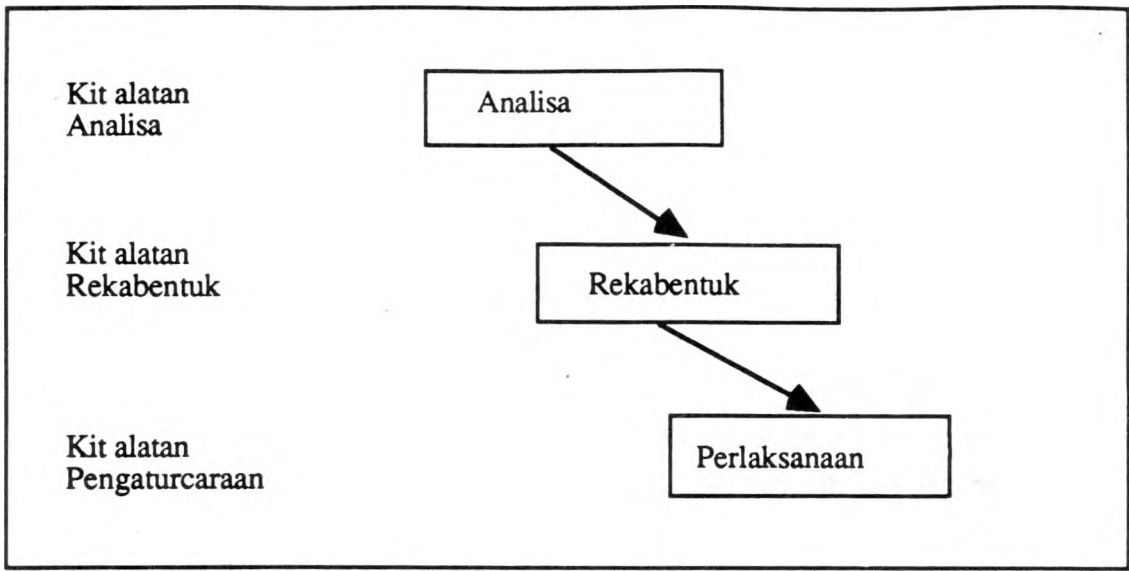 Kit alatan
Analisa
Analisa
Kit alatan
Rekabentuk
Rekabentuk
Kit alatan
Pengaturcaraan
Perlaksanaan